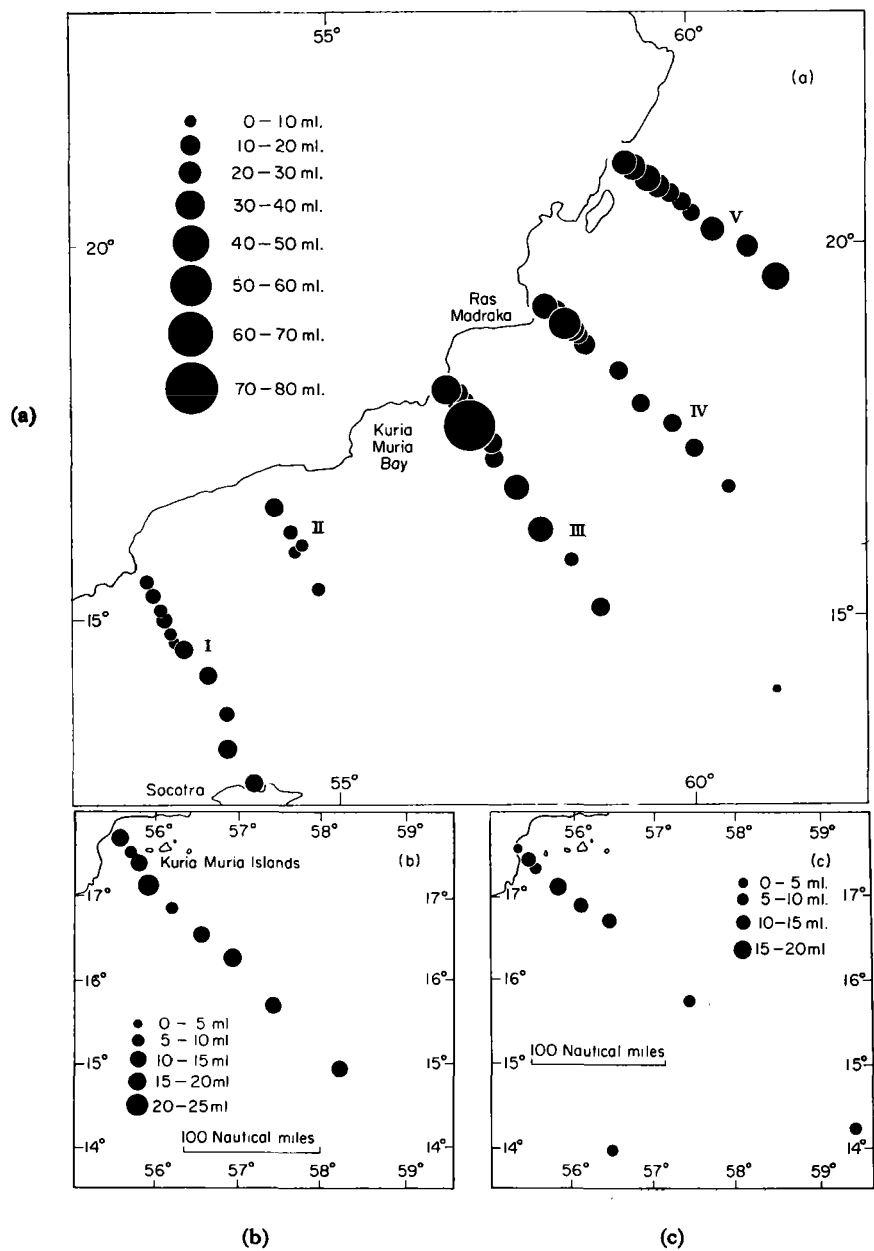 55° 60°
(a)
0 – 10 ml.
10 – 20 ml.
20 – 30 ml.
30 – 40 ml.
40 – 50 ml.
50 – 60 ml.
60 – 70 ml.
70 – 80 ml.
V
20° 20°
Ras
Madraka
(a)
IV
Kuria
Muria
Bay
II
III
15° 15°
I
Socotra
55° 60°
56° 57° 58° 59°
(b)
Kuria Muria Islands
17° 17°
16° 16°
0 – 5 ml
5 – 10 ml
10 – 15 ml
15 – 20 ml
20 – 25 ml
15° 15°
100 Nautical miles
14° 14°
56° 57° 58° 59°
56° 57° 58° 59°
(c)
0 – 5 ml.
5 – 10 ml.
10 – 15 ml.
15 – 20 ml
17° 17°
16° 16°
100 Nautical miles
15° 15°
14° 14°
56° 57° 58° 59°
(b) (c)